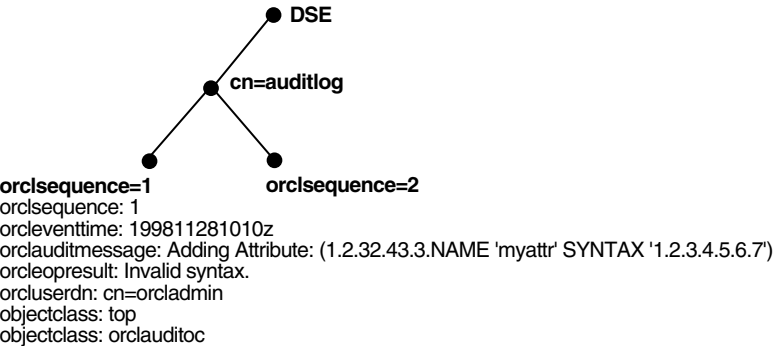 DSE
cn=auditlog
orclsequence=1
orclsequence=2
orclsequence: 1
orcleventtime: 199811281010z
orclauditmessage: Adding Attribute: (1.2.32.43.3.NAME 'myattr' SYNTAX '1.2.3.4.5.6.7')
orcleopresult: Invalid syntax.
orcluserdn: cn=orcladmin
objectclass: top
objectclass: orclauditoc